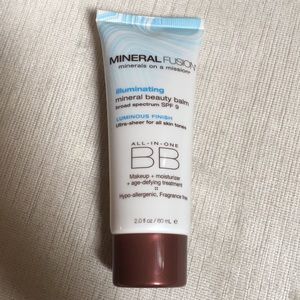 MINERAL FUSION
minerals on a mission
illuminating
mineral beauty balm
broad spectrum SPF 9
LUMINOUS FINISH
Ultra-sheer for all skin tones
ALL-IN-ONE
BB
Makeup + moisturizer
+ age-defying treatment
Hypo-allergenic, Fragrance free
2.0 fl oz / 60 mL e